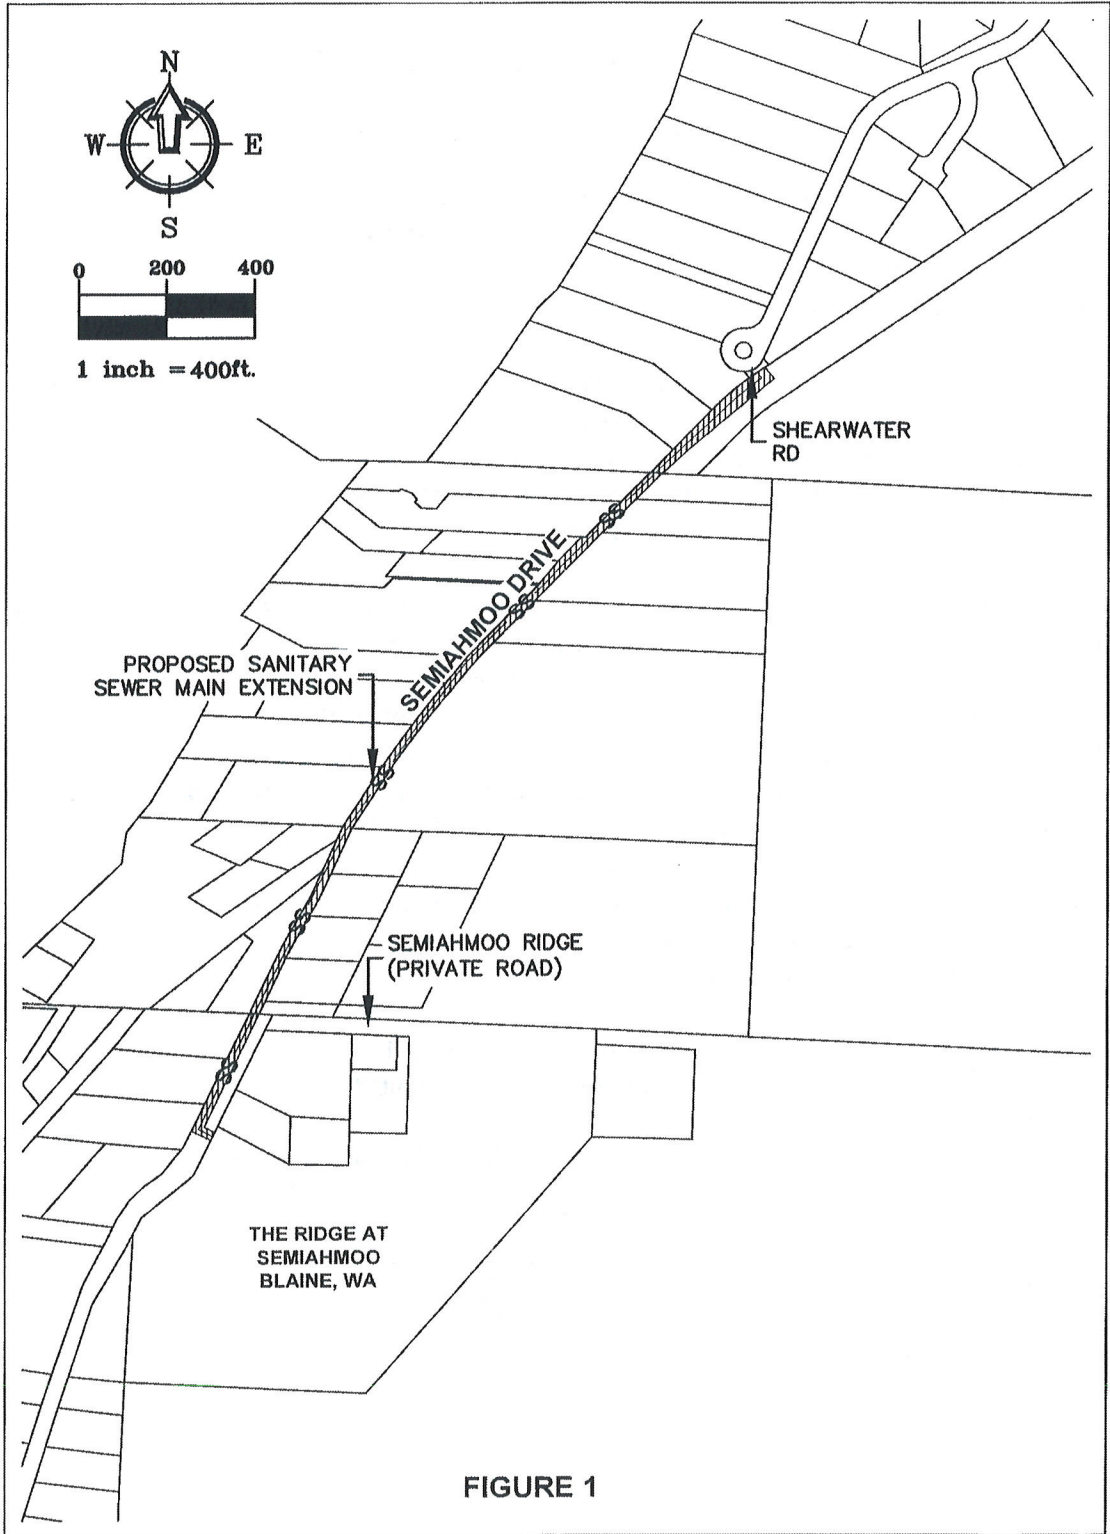 N
W E
S
0 200 400
1 inch = 400ft.
SHEARWATER
RD
SS
SEMIAHMOO DRIVE
SS
PROPOSED SANITARY
SEWER MAIN EXTENSION
SS
SS
SEMIAHMOO RIDGE
(PRIVATE ROAD)
SS
THE RIDGE AT
SEMIAHMOO
BLAINE, WA
FIGURE 1